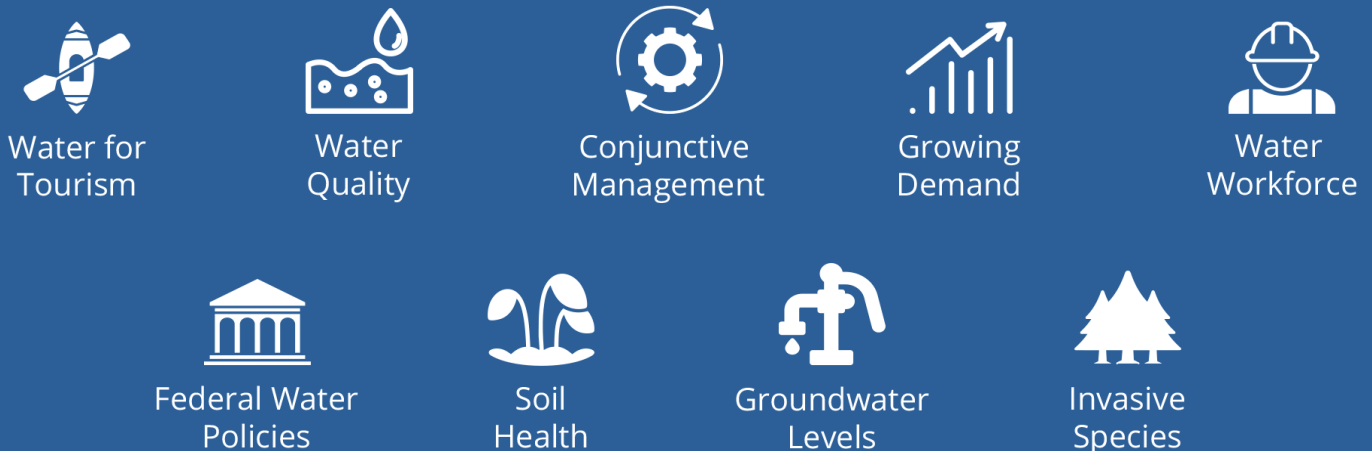 Water for
Tourism
Water
Quality
Conjunctive
Management
Growing
Demand
Water
Workforce
Federal Water
Policies
Soil
Health
Groundwater
Levels
Invasive
Species